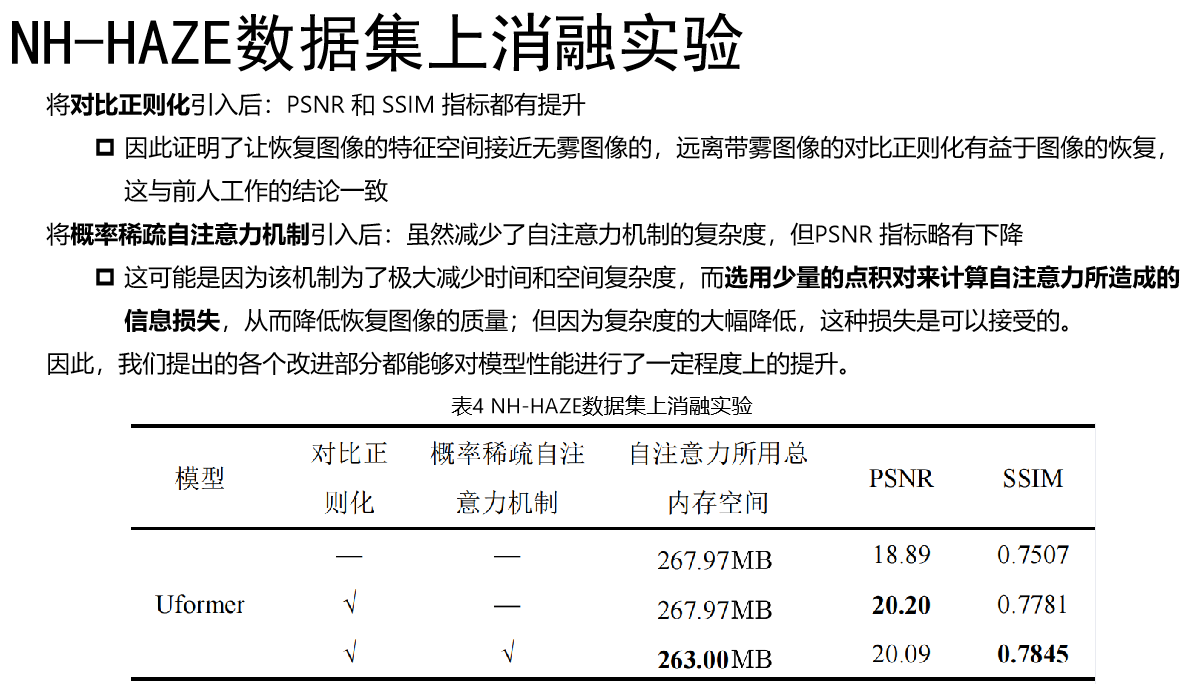 NH-HAZE数据集上消融实验
将对比正则化引入后：PSNR 和 SSIM 指标都有提升
因此证明了让恢复图像的特征空间接近无雾图像的，远离带雾图像的对比正则化有益于图像的恢复，
这与前人工作的结论一致
将概率稀疏自注意力机制引入后：虽然减少了自注意力机制的复杂度，但PSNR 指标略有下降
这可能是因为该机制为了极大减少时间和空间复杂度，而选用少量的点积对来计算自注意力所造成的
信息损失，从而降低恢复图像的质量；但因为复杂度的大幅降低，这种损失是可以接受的。
因此，我们提出的各个改进部分都能够对模型性能进行了一定程度上的提升。
表4 NH-HAZE数据集上消融实验
模型 对比正则化 概率稀疏自注意力机制 自注意力所用总内存空间 PSNR SSIM
— — 267.97MB 18.89 0.7507
Uformer √ — 267.97MB 20.20 0.7781
√ √ 263.00MB 20.09 0.7845